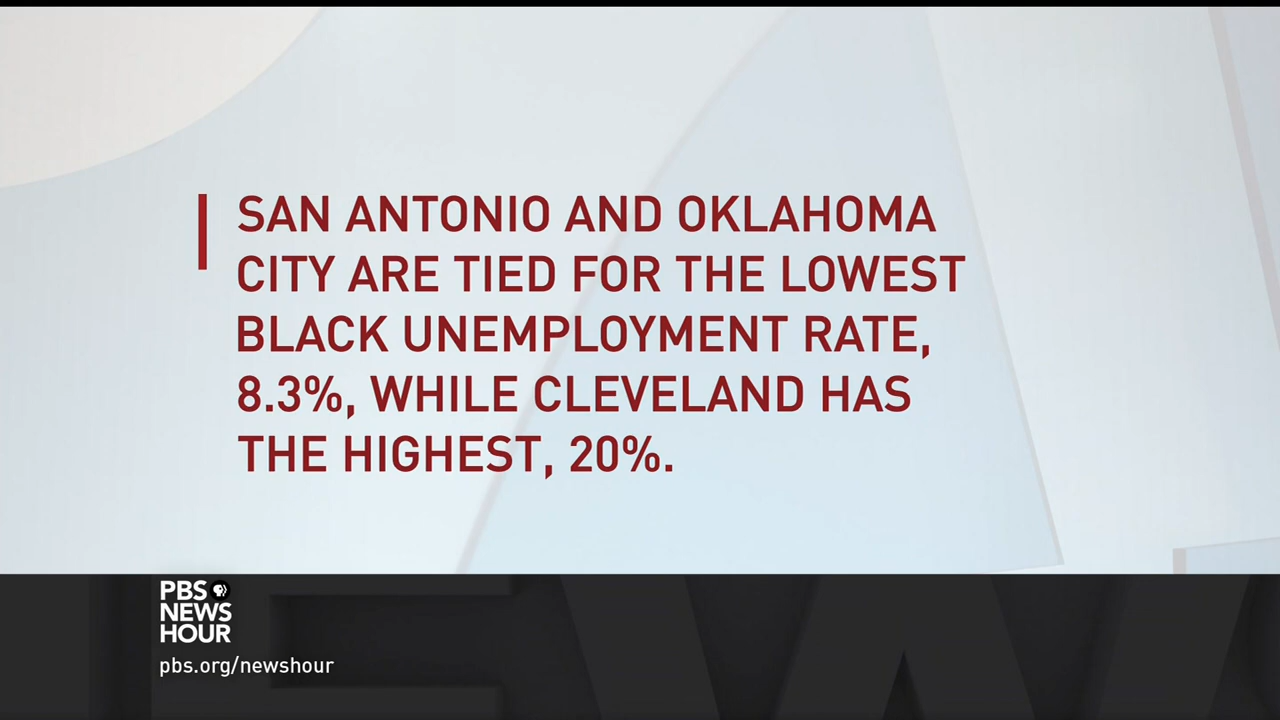 SAN ANTONIO AND OKLAHOMA
CITY ARE TIED FOR THE LOWEST
BLACK UNEMPLOYMENT RATE,
8.3%, WHILE CLEVELAND HAS
THE HIGHEST, 20%.
PBS
NEWS
HOUR
pbs.org/newshour